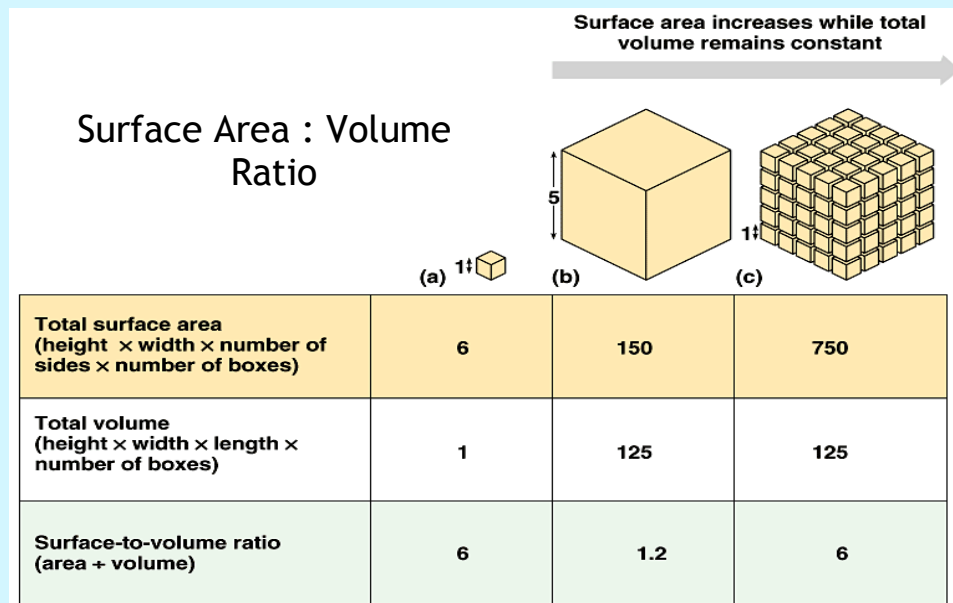 Surface area increases while total
volume remains constant
Surface Area : Volume
Ratio
5
1
1
(a)
(b)
(c)
Total surface area
(height × width × number of
sides × number of boxes)
6
150
750
Total volume
(height × width × length ×
number of boxes)
1
125
125
Surface-to-volume ratio
(area ÷ volume)
6
1.2
6